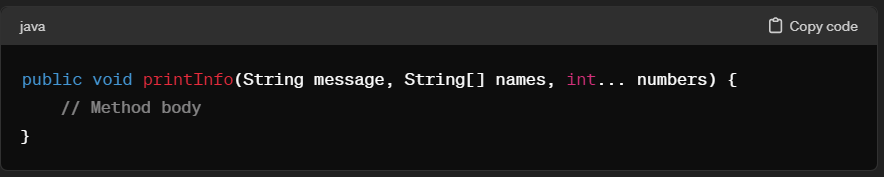 java
Copy code
public void printInfo(String message, String[] names, int... numbers) {
// Method body
}